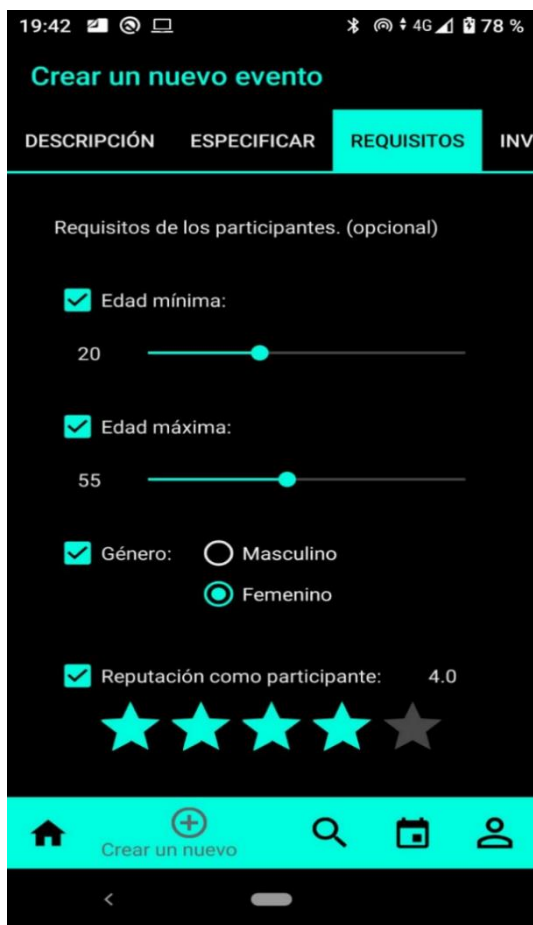 19:42 4G 78 %
Crear un nuevo evento
DESCRIPCIÓN ESPECIFICAR REQUISITOS INV
Requisitos de los participantes. (opcional)
Edad mínima:
20
Edad máxima:
55
Género: Masculino
Femenino
Reputación como participante: 4.0
Crear un nuevo